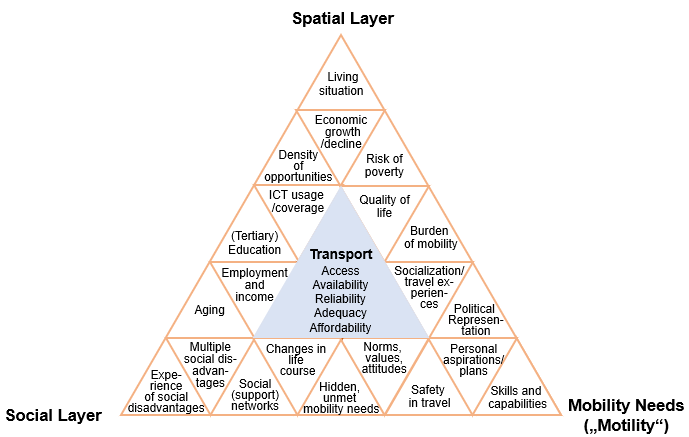 Spatial Layer
Living
situation
Economic
growth
/decline
Density
of
opportunities
Risk of
poverty
ICT usage
/coverage
Quality of
life
(Tertiary)
Education
Burden
of mobility
Transport
Access
Availability
Reliability
Adequacy
Affordability
Employment
and
income
Socialization/
travel ex-
perien-
ces
Aging
Political
Represen-
tation
Multiple
social dis-
advan-
tages
Changes in
life
course
Norms,
values,
attitudes
Personal
aspirations/
plans
Expe-
rience
of social
disadvantages
Social
(support)
networks
Hidden,
unmet
mobility needs
Safety
in travel
Skills and
capabilities
Social Layer
Mobility Needs
(„Motility“)